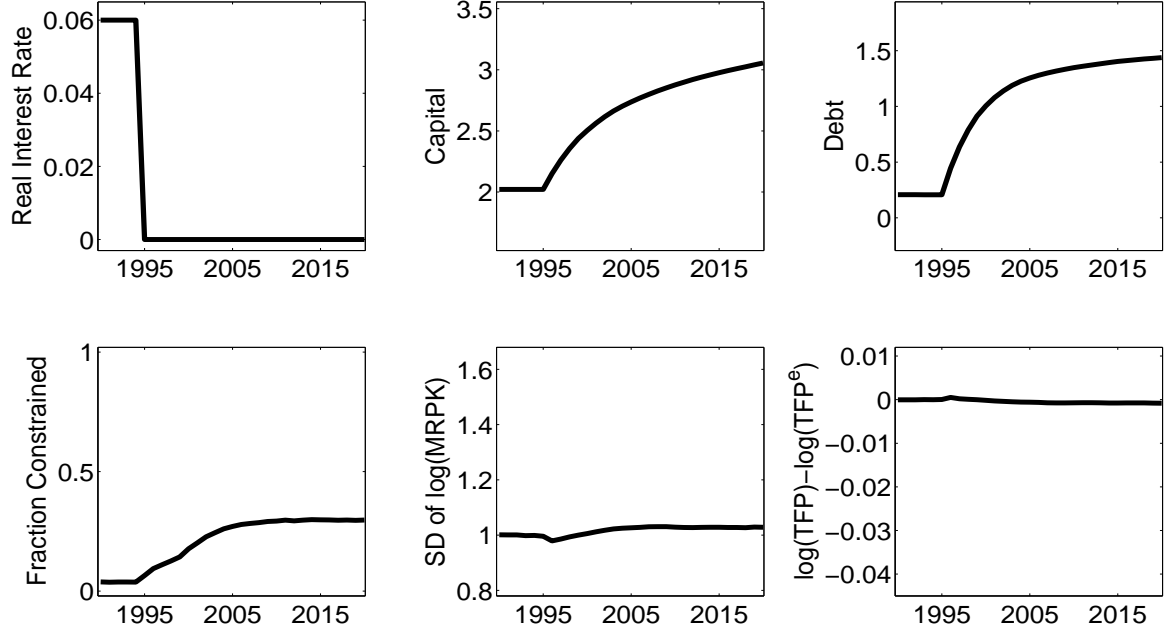 Real Interest Rate
0.06
0.04
0.02
0
1995 2005 2015
Capital
3.5
3
2.5
2
1995 2005 2015
Debt
1.5
1
0.5
0
1995 2005 2015
Fraction Constrained
1
0.5
0
1995 2005 2015
SD of log(MRPK)
1.6
1.4
1.2
1
0.8
1995 2005 2015
log(TFP)−log(TFPᵉ)
0.01
0
−0.01
−0.02
−0.03
−0.04
1995 2005 2015